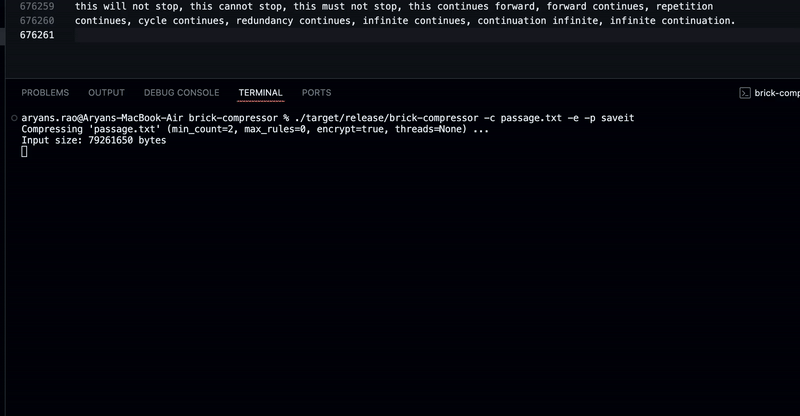 676259 this will not stop, this cannot stop, this must not stop, this continues forward, forward continues, repetition
676260 continues, cycle continues, redundancy continues, infinite continues, continuation infinite, infinite continuation.
676261
PROBLEMS OUTPUT DEBUG CONSOLE TERMINAL PORTS brick-comp
aryans.rao@Aryans-MacBook-Air brick-compressor % ./target/release/brick-compressor -c passage.txt -e -p saveit
Compressing 'passage.txt' (min_count=2, max_rules=0, encrypt=true, threads=None) ...
Input size: 79261650 bytes